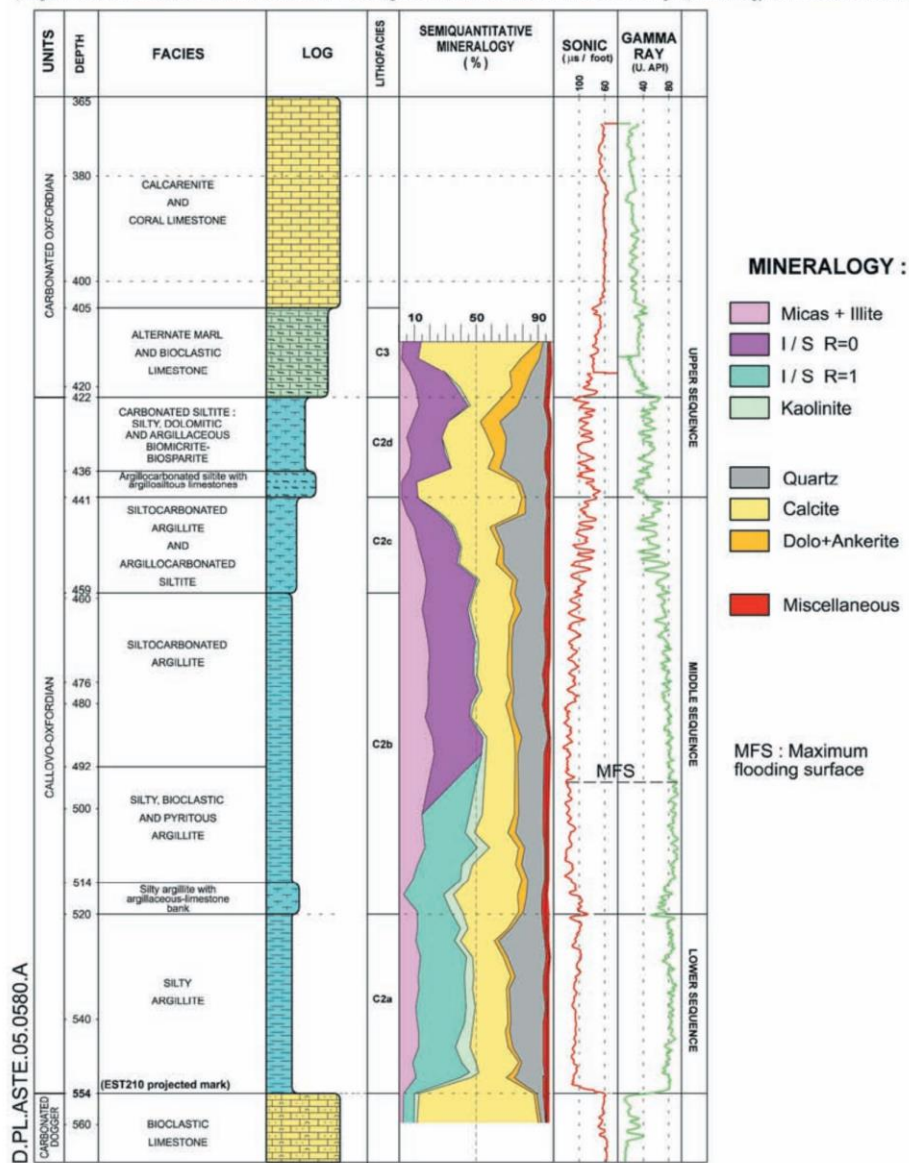 UNITS
DEPTH
FACIES
LOG
LITHOFACIES
SEMIQUANTITATIVE
MINERALOGY
( % )
SONIC
(µs / foot)
GAMMA
RAY
(U. API)
100
60
40
80
CARBONATED OXFORDIAN
365
380
CALCARENITE
AND
CORAL LIMESTONE
400
405
10
50
90
ALTERNATE MARL
AND BIOCLASTIC
LIMESTONE
C3
420
422
UPPER SEQUENCE
CALLOVO-OXFORDIAN
CARBONATED SILTITE :
SILTY, DOLOMITIC
AND ARGILLACEOUS
BIOMICRITE-
BIOSPARITE
C2d
436
Argillocarbonated siltite with
argilosiltous limestones
441
SILTOCARBONATED
ARGILLITE
AND
ARGILLOCARBONATED
SILTITE
C2c
459
460
SILTOCARBONATED
ARGILLITE
476
480
MIDDLE SEQUENCE
C2b
492
MFS
SILTY, BIOCLASTIC
AND PYRITOUS
ARGILLITE
500
514
Silty argillite with
argillaceous-limestone
bank
520
SILTY
ARGILLITE
C2a
LOWER SEQUENCE
540
(EST210 projected mark)
554
CARBONATED
DOGGER
BIOCLASTIC
LIMESTONE
560
MINERALOGY :
Micas + Illite
I / S R=0
I / S R=1
Kaolinite
Quartz
Calcite
Dolo+Ankerite
Miscellaneous
MFS : Maximum
flooding surface
D.PL.ASTE.05.0580.A